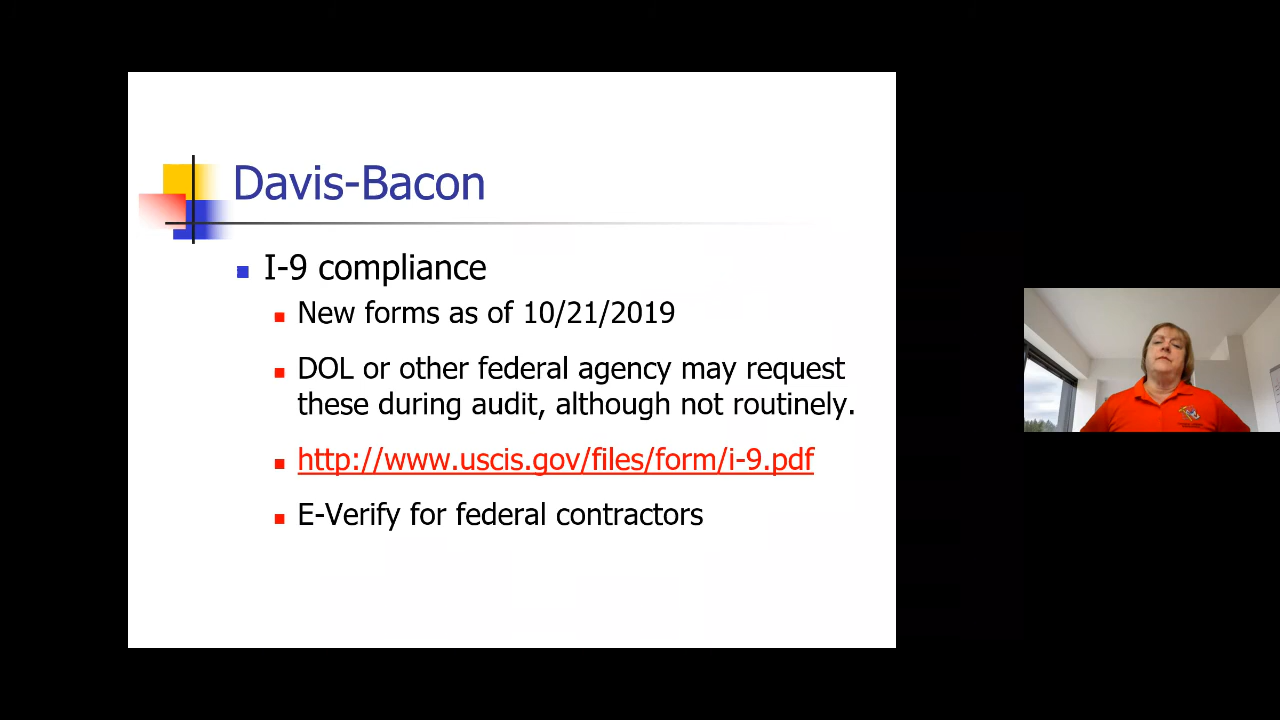 Davis-Bacon
I-9 compliance
New forms as of 10/21/2019
DOL or other federal agency may request
these during audit, although not routinely.
http://www.uscis.gov/files/form/i-9.pdf
E-Verify for federal contractors